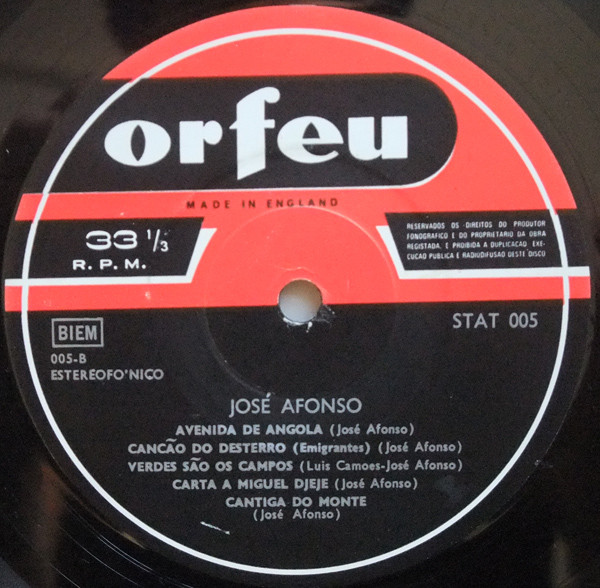 orfeu
MADE IN ENGLAND
33 1/3
R. P. M.
RESERVADOS OS DIREITOS DO PRODUTOR
FONOGRAFICO E DO PROPRIETARIO DA OBRA
REGISTADA. E PROIBIDA A DUPLICACAO. EXE-
CUCAO PUBLICA E RADIODIFUSAO DESTE DISCO
BIEM
005-B
ESTEREOFO'NICO
STAT 005
JOSÉ AFONSO
AVENIDA DE ANGOLA (José Afonso)
CANCÃO DO DESTERRO (Emigrantes) (José Afonso)
VERDES SÃO OS CAMPOS (Luis Camoes-José Afonso)
CARTA A MIGUEL DJEJE (José Afonso)
CANTIGA DO MONTE
(José Afonso)